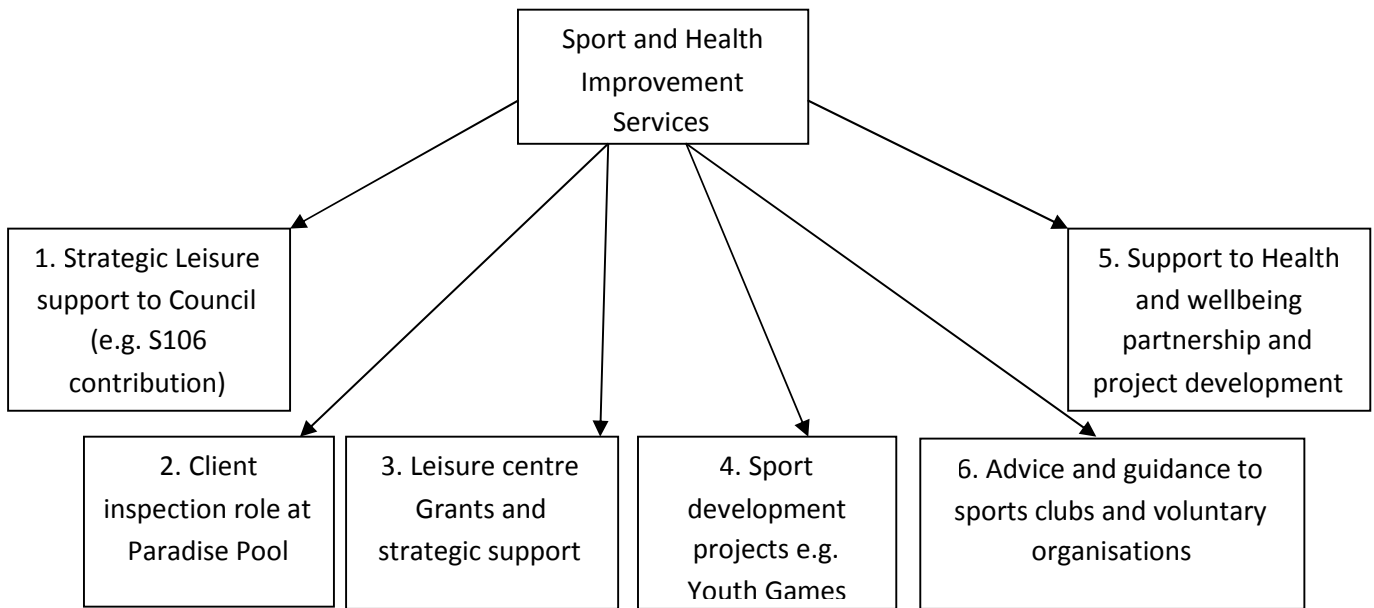 Sport and Health
Improvement
Services
1. Strategic Leisure
support to Council
(e.g. S106
contribution)
5. Support to Health
and wellbeing
partnership and
project development
2. Client
inspection role at
Paradise Pool
3. Leisure centre
Grants and
strategic support
4. Sport
development
projects e.g.
Youth Games
6. Advice and guidance to
sports clubs and voluntary
organisations